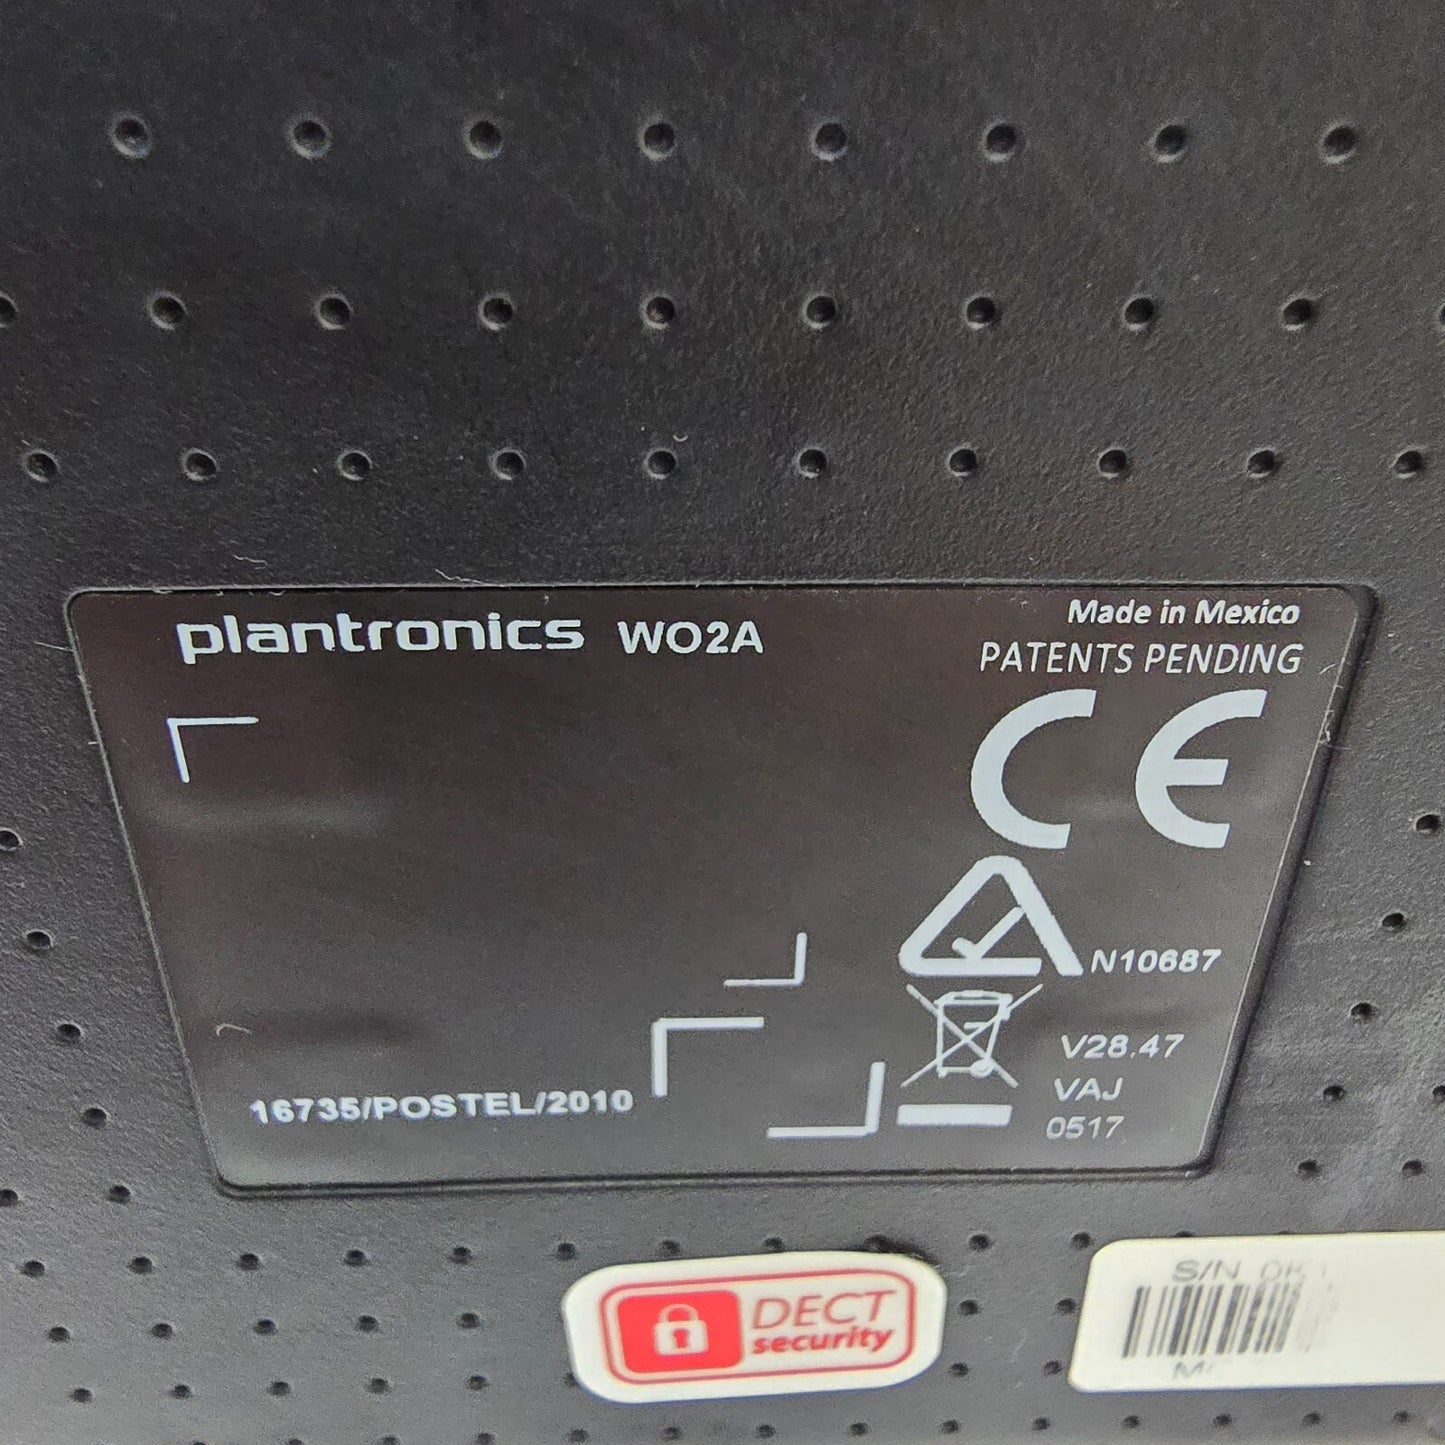 plantronics WO2A
Made in Mexico
PATENTS PENDING
CE
N10687
V28.47
VAJ
0517
16735/POSTEL/2010
DECT
security
S/N